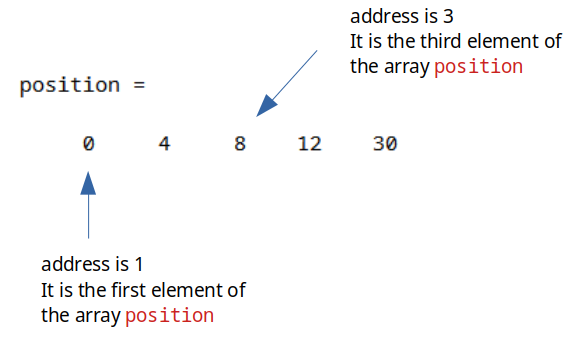 address is 3
It is the third element of
the array position
position =
0 4 8 12 30
address is 1
It is the first element of
the array position